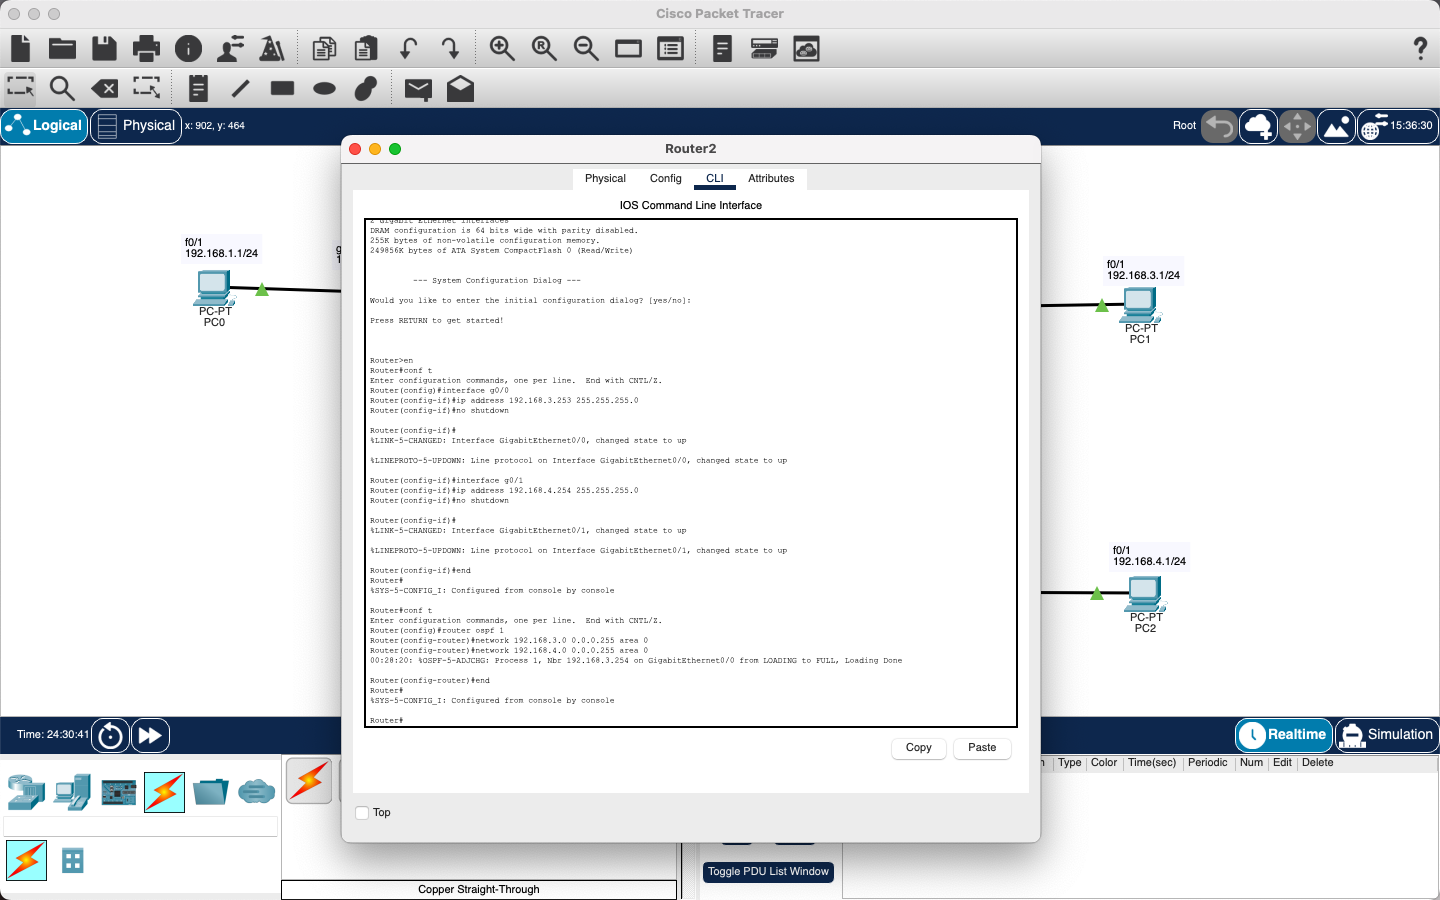 Cisco Packet Tracer
Logical
Physical
x: 902, y: 464
Root
15:36:30
Router2
Physical
Config
CLI
Attributes
IOS Command Line Interface
2 Gigabit Ethernet interfaces
DRAM configuration is 64 bits wide with parity disabled.
255K bytes of non-volatile configuration memory.
249856K bytes of ATA System CompactFlash 0 (Read/Write)
--- System Configuration Dialog ---
Would you like to enter the initial configuration dialog? [yes/no]:
Press RETURN to get started!
Router>en
Router#conf t
Enter configuration commands, one per line.  End with CNTL/Z.
Router(config)#interface g0/0
Router(config-if)#ip address 192.168.3.253 255.255.255.0
Router(config-if)#no shutdown
Router(config-if)#
%LINK-5-CHANGED: Interface GigabitEthernet0/0, changed state to up
%LINEPROTO-5-UPDOWN: Line protocol on Interface GigabitEthernet0/0, changed state to up
Router(config-if)#interface g0/1
Router(config-if)#ip address 192.168.4.254 255.255.255.0
Router(config-if)#no shutdown
Router(config-if)#
%LINK-5-CHANGED: Interface GigabitEthernet0/1, changed state to up
%LINEPROTO-5-UPDOWN: Line protocol on Interface GigabitEthernet0/1, changed state to up
Router(config-if)#end
Router#
%SYS-5-CONFIG_I: Configured from console by console
Router#conf t
Enter configuration commands, one per line.  End with CNTL/Z.
Router(config)#router ospf 1
Router(config-router)#network 192.168.3.0 0.0.0.255 area 0
Router(config-router)#network 192.168.4.0 0.0.0.255 area 0
00:28:20: %OSPF-5-ADJCHG: Process 1, Nbr 192.168.3.254 on GigabitEthernet0/0 from LOADING to FULL, Loading Done
Router(config-router)#end
Router#
%SYS-5-CONFIG_I: Configured from console by console
Router#
Copy
Paste
Top
f0/1
192.168.1.1/24
PC-PT
PC0
g
1
f0/1
192.168.3.1/24
PC-PT
PC1
f0/1
192.168.4.1/24
PC-PT
PC2
Time: 24:30:41
Realtime
Simulation
n
Type
Color
Time(sec)
Periodic
Num
Edit
Delete
Toggle PDU List Window
Copper Straight-Through